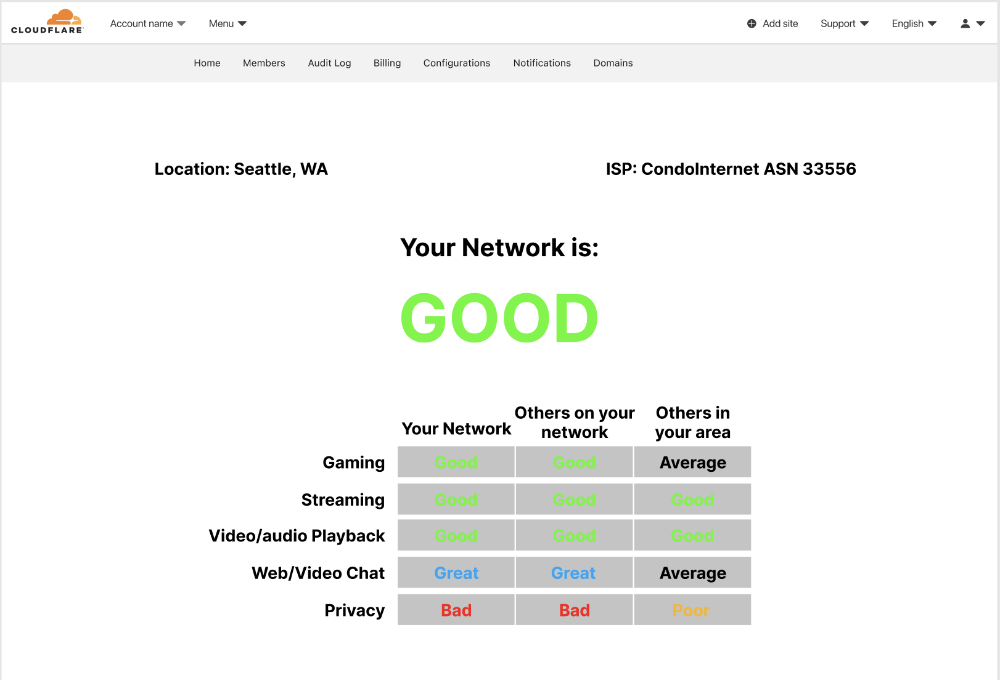 CLOUDFLARE
Account name
Menu
Add site
Support
English
Home Members Audit Log Billing Configurations Notifications Domains
Location: Seattle, WA
ISP: CondoInternet ASN 33556
Your Network is:
GOOD
Your Network
Others on your
network
Others in
your area
Gaming Good Good Average
Streaming Good Good Good
Video/audio Playback Good Good Good
Web/Video Chat Great Great Average
Privacy Bad Bad Poor